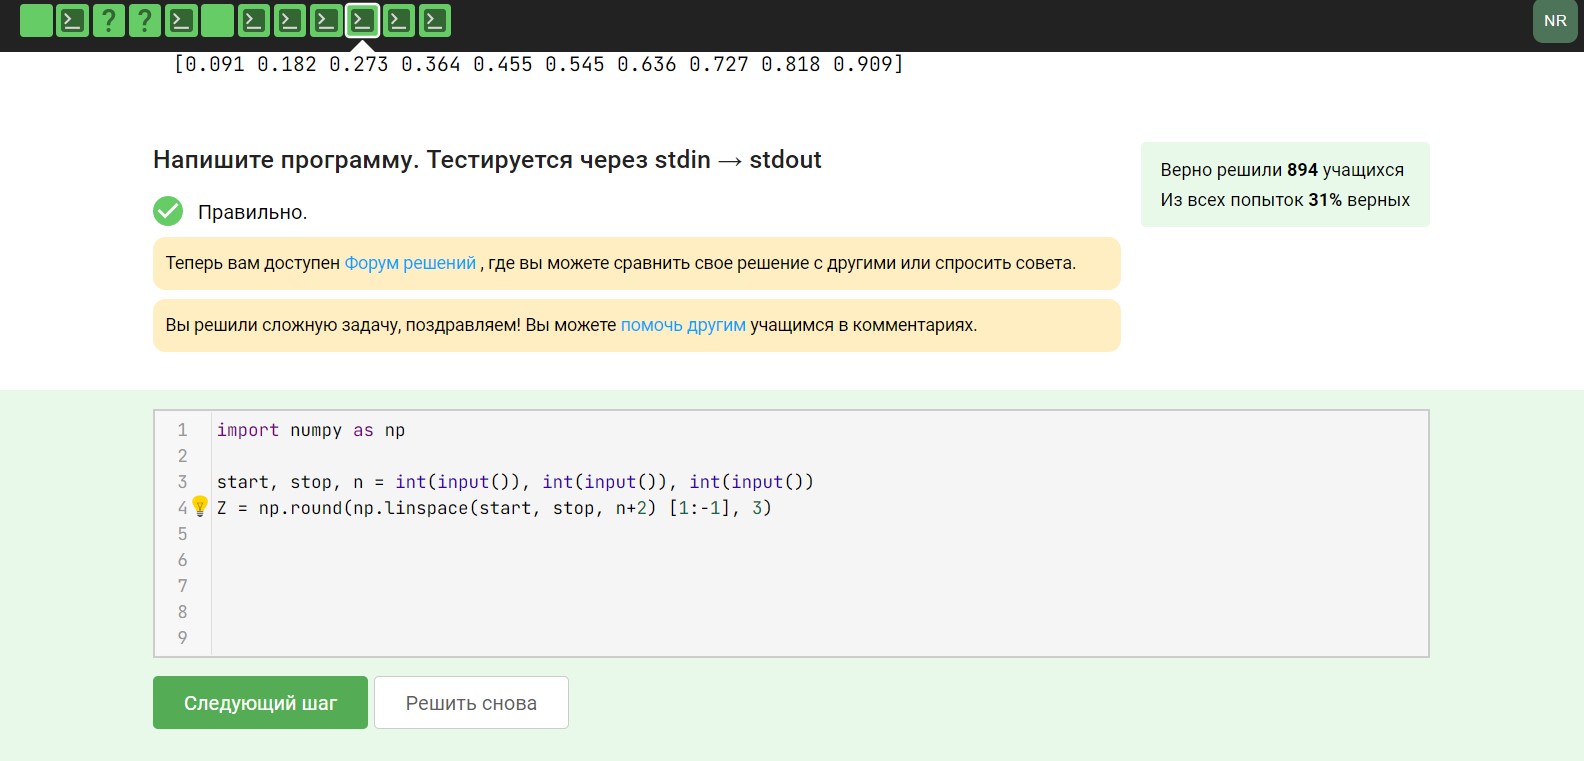 NR
[0.091 0.182 0.273 0.364 0.455 0.545 0.636 0.727 0.818 0.909]
Напишите программу. Тестируется через stdin → stdout
Верно решили 894 учащихся
Из всех попыток 31% верных
Правильно.
Теперь вам доступен Форум решений , где вы можете сравнить свое решение с другими или спросить совета.
Вы решили сложную задачу, поздравляем! Вы можете помочь другим учащимся в комментариях.
1 import numpy as np
2
3 start, stop, n = int(input()), int(input()), int(input())
4 Z = np.round(np.linspace(start, stop, n+2) [1:-1], 3)
5
6
7
8
9
Следующий шаг
Решить снова